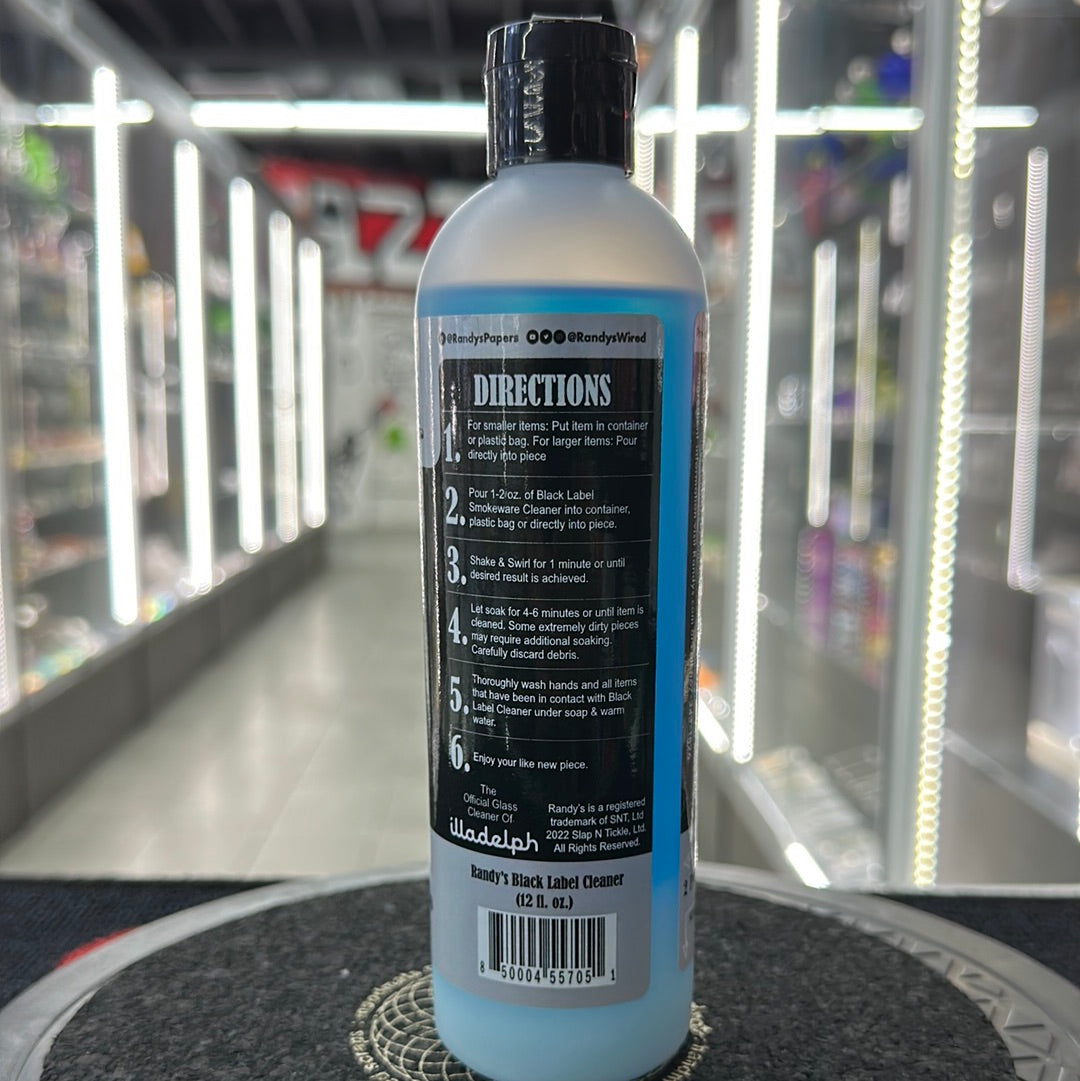 @RandysPapers @RandysWired
DIRECTIONS
1. For smaller items: Put item in container
or plastic bag. For larger items: Pour
directly into piece
2. Pour 1-2 oz. of Black Label
Smokeware Cleaner into container,
plastic bag or directly into piece.
3. Shake & Swirl for 1 minute or until
desired result is achieved.
4. Let soak for 4-6 minutes or until item is
cleaned. Some extremely dirty pieces
may require additional soaking.
Carefully discard debris.
5. Thoroughly wash hands and all items
that have been in contact with Black
Label Cleaner under soap & warm
water.
6. Enjoy your like new piece.
The
Official Glass
Cleaner Of
illadelph
Randy's is a registered
trademark of SNT, Ltd
2022 Slap N Tickle, Ltd.
All Rights Reserved.
Randy's Black Label Cleaner
(12 fl. oz.)
8 50004 55705 1